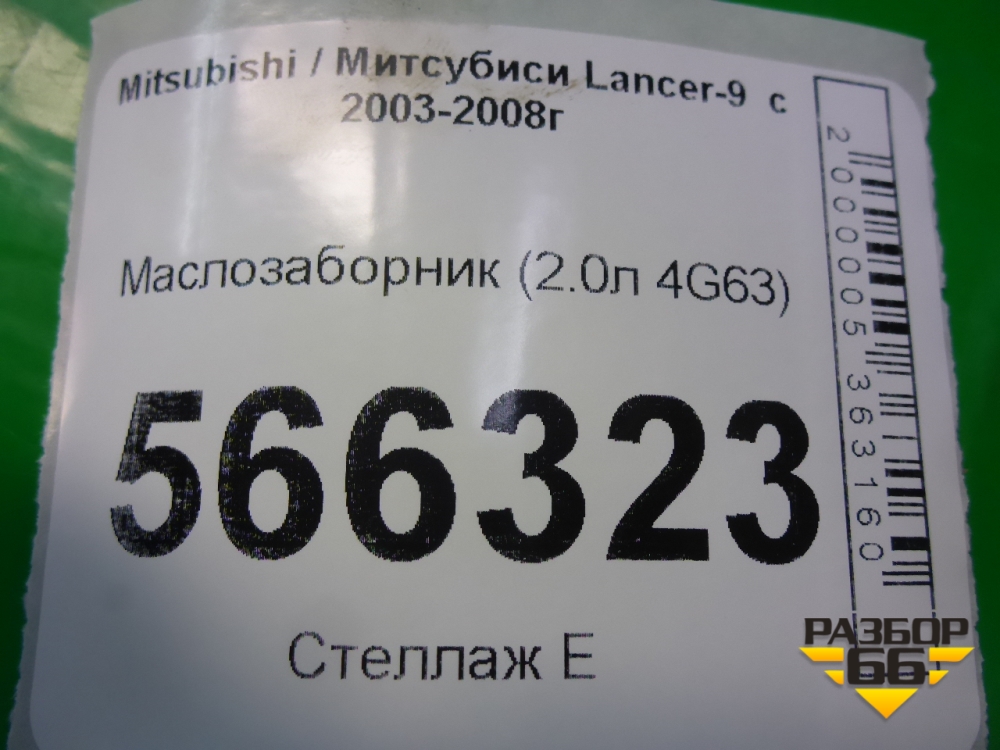 Mitsubishi / Митсубиси Lancer-9 с
2003-2008г
Маслозаборник (2.0л 4G63)
566323
Стеллаж Е
2000005363160
РАЗБОР
66